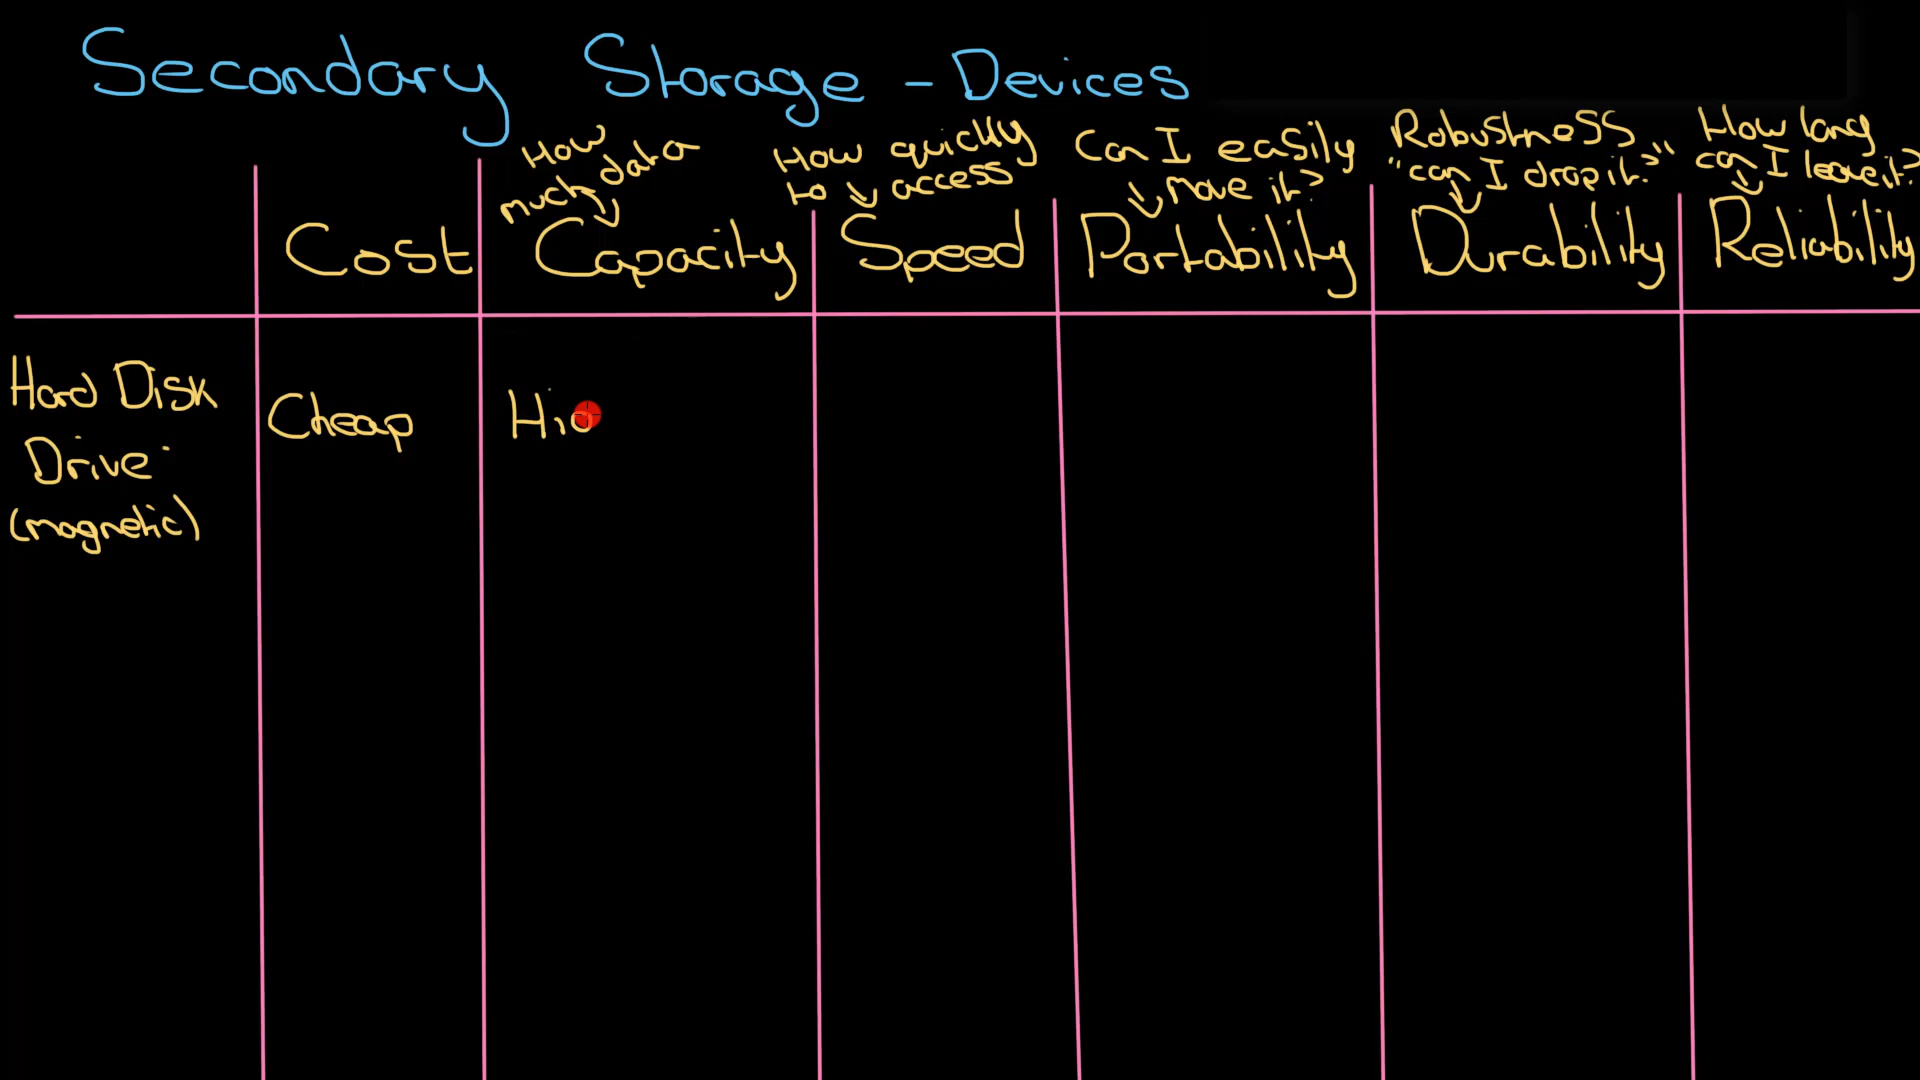 Secondary Storage - Devices
How much data
How quickly to access
Can I easily move it?
Robustness "can I drop it?"
How long can I leave it?
Cost Capacity Speed Portability Durability Reliability
Hard Disk Drive (magnetic)
Cheap